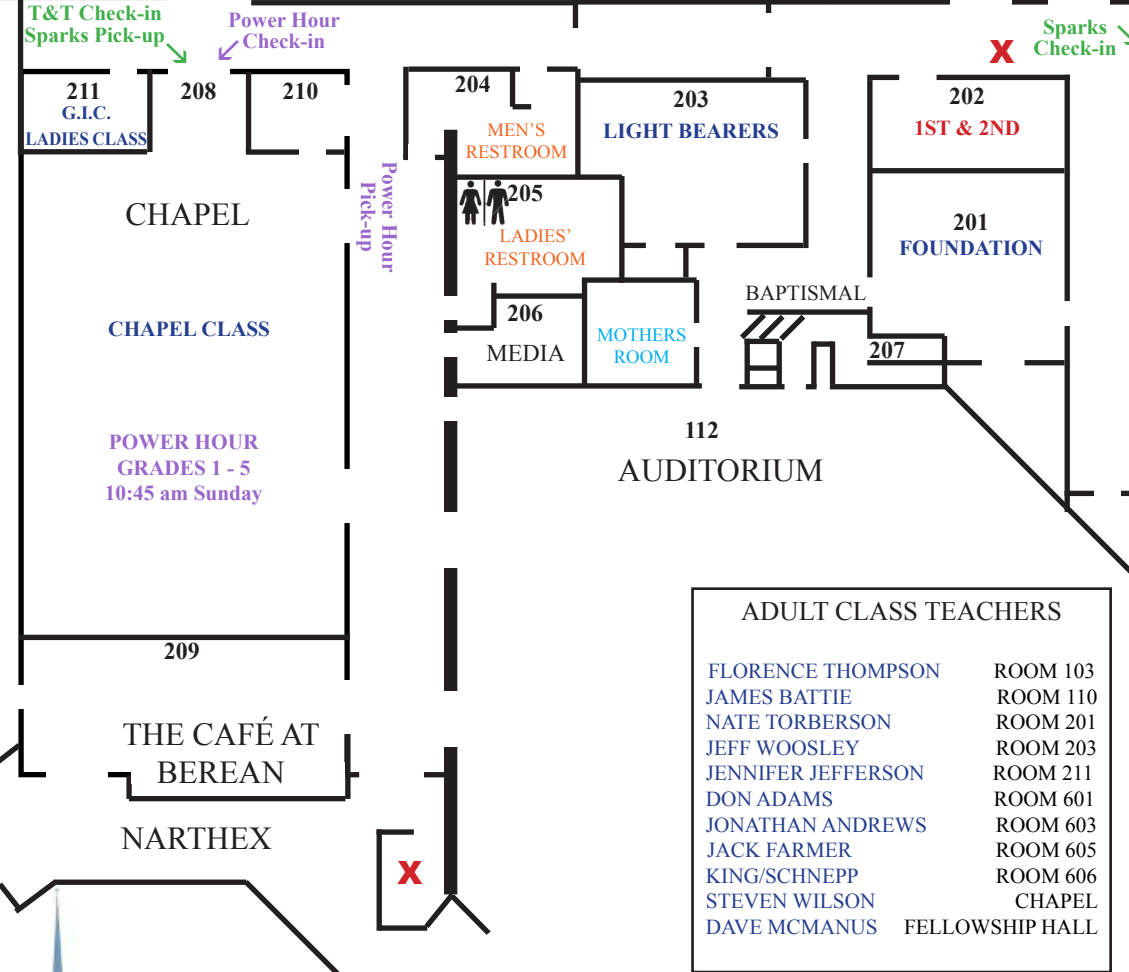 T&T Check-in
Sparks Pick-up
Power Hour
Check-in
Sparks
Check-in
X
211
G.I.C.
LADIES CLASS
208
210
204
MEN'S
RESTROOM
203
LIGHT BEARERS
202
1ST & 2ND
CHAPEL
Power Hour
Pick-up
205
LADIES'
RESTROOM
201
FOUNDATION
CHAPEL CLASS
206
MEDIA
MOTHERS
ROOM
BAPTISMAL
207
POWER HOUR
GRADES 1 - 5
10:45 am Sunday
112
AUDITORIUM
209
THE CAFÉ AT
BEREAN
NARTHEX
X
ADULT CLASS TEACHERS
FLORENCE THOMPSON ROOM 103
JAMES BATTIE ROOM 110
NATE TORBERSON ROOM 201
JEFF WOOSLEY ROOM 203
JENNIFER JEFFERSON ROOM 211
DON ADAMS ROOM 601
JONATHAN ANDREWS ROOM 603
JACK FARMER ROOM 605
KING/SCHNEPP ROOM 606
STEVEN WILSON CHAPEL
DAVE MCMANUS FELLOWSHIP HALL